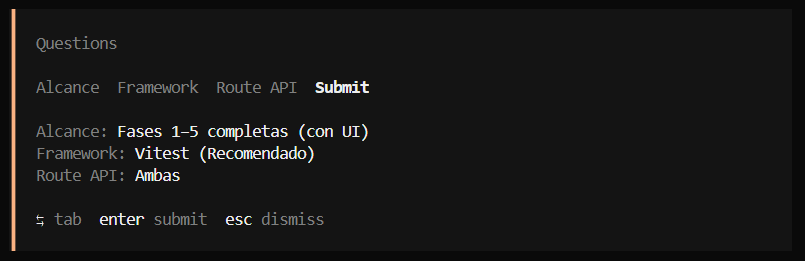 Questions
Alcance  Framework  Route API  Submit
Alcance: Fases 1–5 completas (con UI)
Framework: Vitest (Recomendado)
Route API: Ambas
⇆ tab  enter submit  esc dismiss